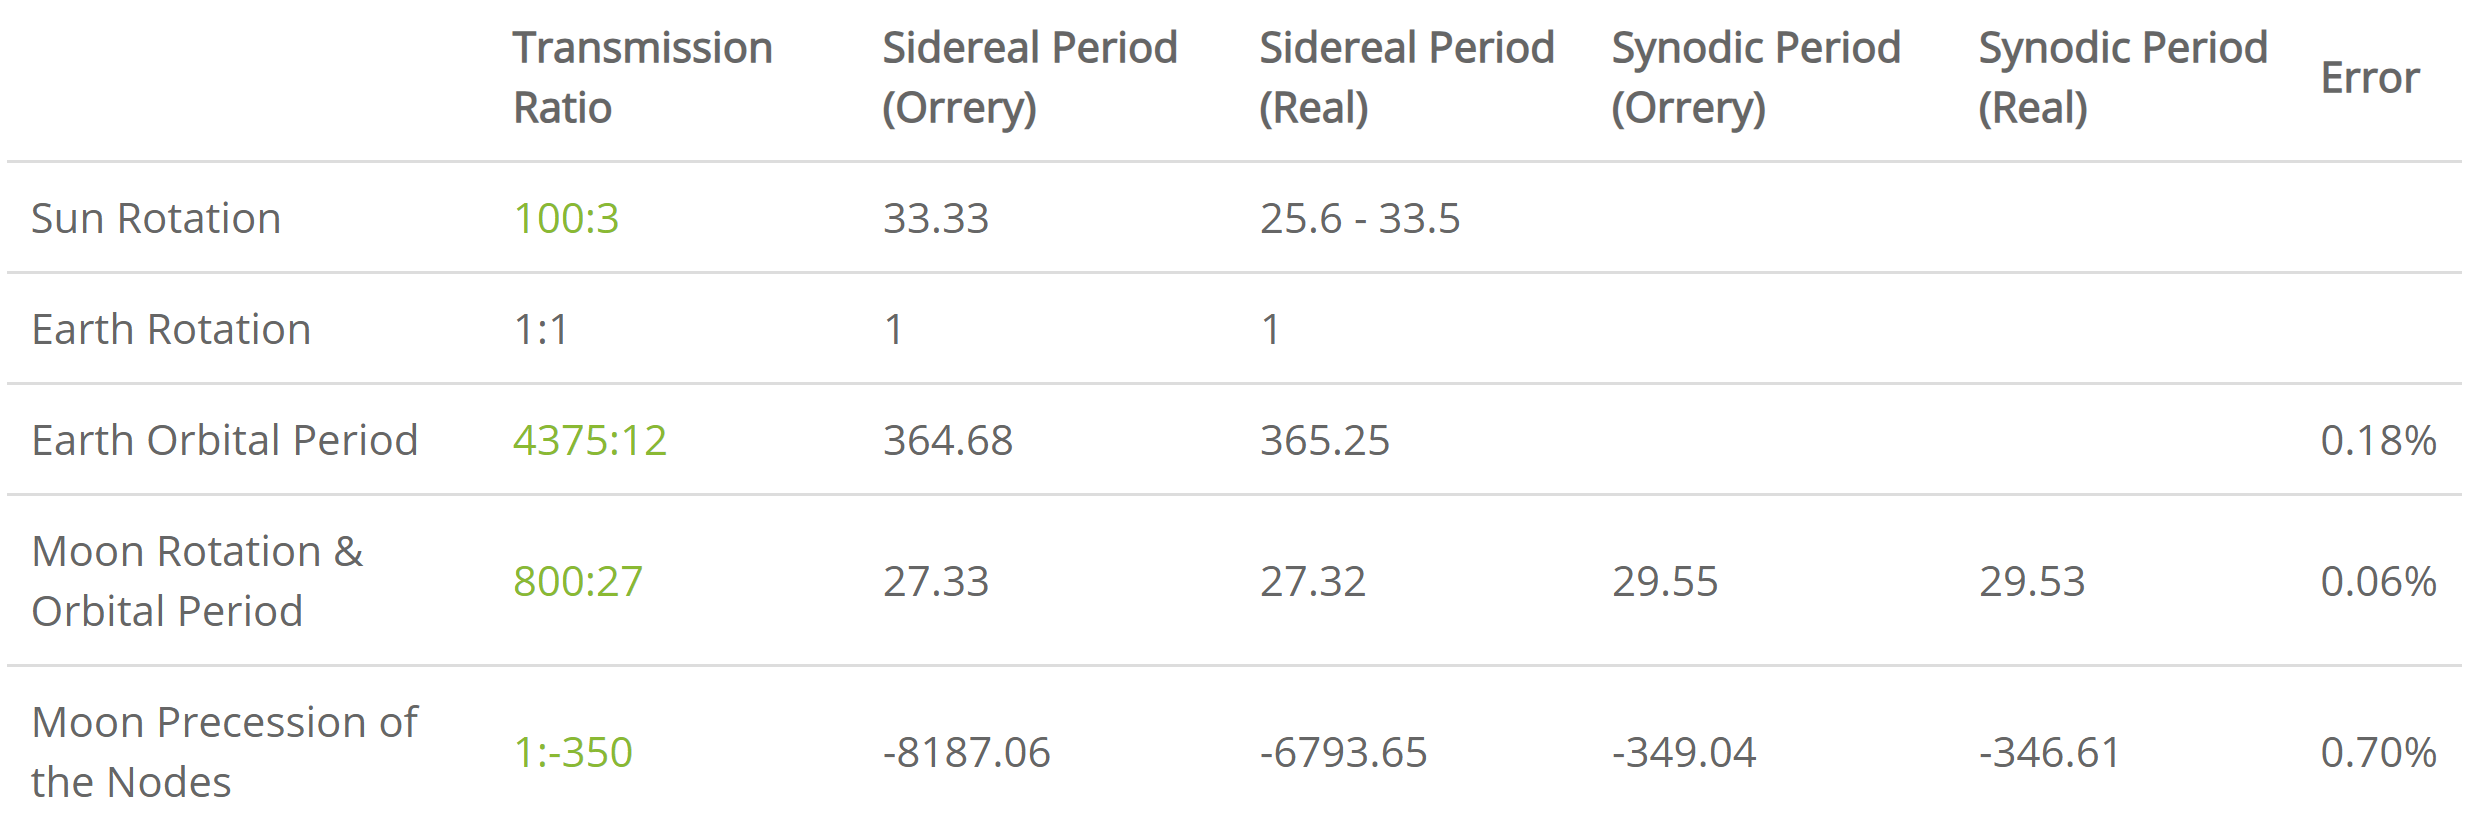 Transmission Ratio Sidereal Period (Orrery) Sidereal Period (Real) Synodic Period (Orrery) Synodic Period (Real) Error
Sun Rotation 100:3 33.33 25.6 - 33.5
Earth Rotation 1:1 1 1
Earth Orbital Period 4375:12 364.68 365.25 0.18%
Moon Rotation & Orbital Period 800:27 27.33 27.32 29.55 29.53 0.06%
Moon Precession of the Nodes 1:-350 -8187.06 -6793.65 -349.04 -346.61 0.70%